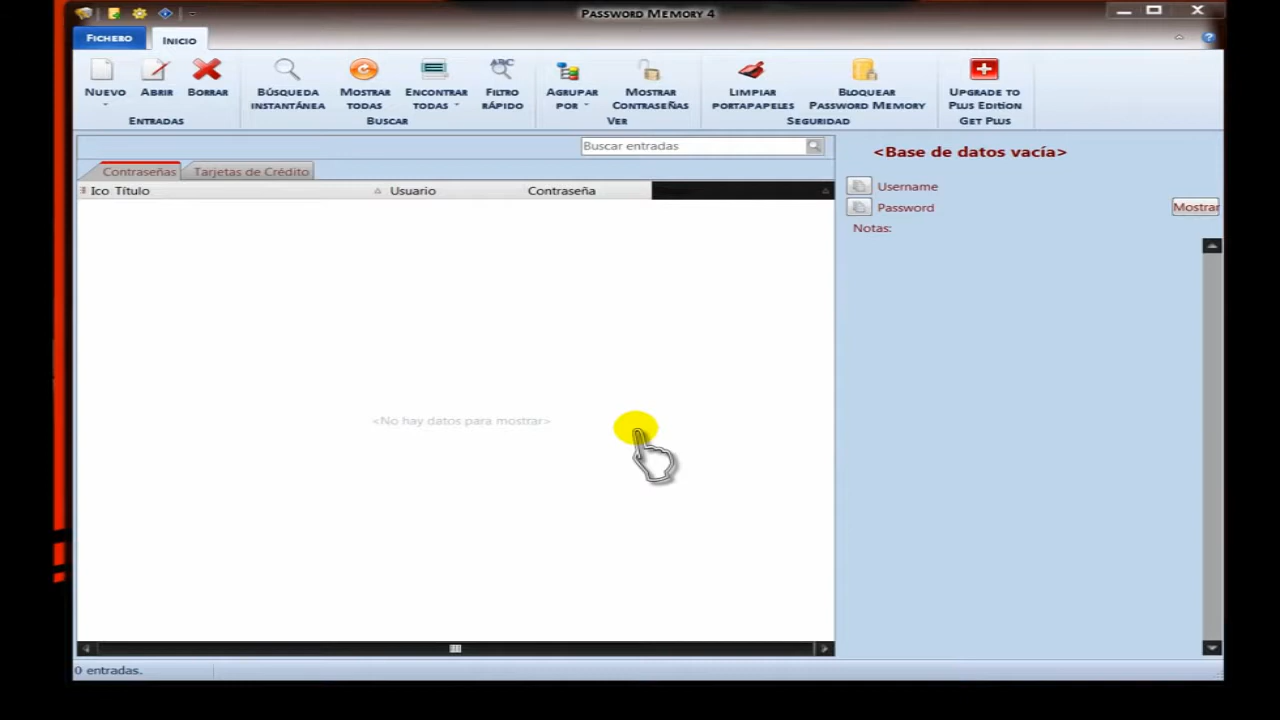 Password Memory 4
Fichero
Inicio
Nuevo
Abrir
Borrar
Búsqueda instantánea
Mostrar todas
Encontrar todas
ABC
Filtro rápido
Agrupar por
Mostrar contraseñas
Limpiar portapapeles
Bloquear Password Memory
Upgrade to Plus Edition
Entradas
Buscar
Ver
Seguridad
Get Plus
Buscar entradas
<Base de datos vacía>
Contraseñas
Tarjetas de Crédito
Ico Título
Usuario
Contraseña
Username
Password
Mostrar
Notas:
<No hay datos para mostrar>
0 entradas.